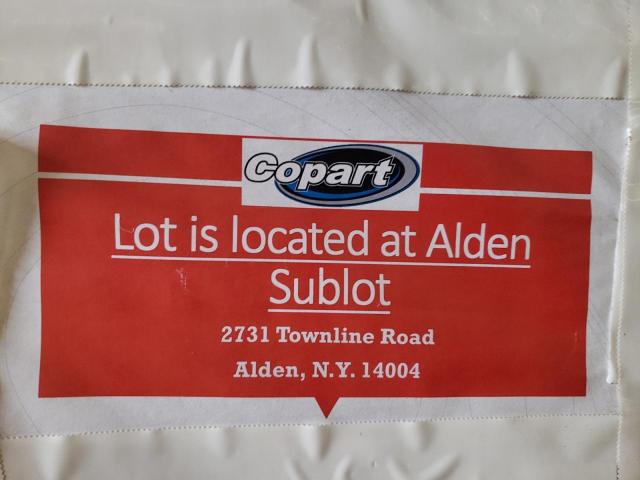 Copart
Lot is located at Alden
Sublot
2731 Townline Road
Alden, N.Y. 14004